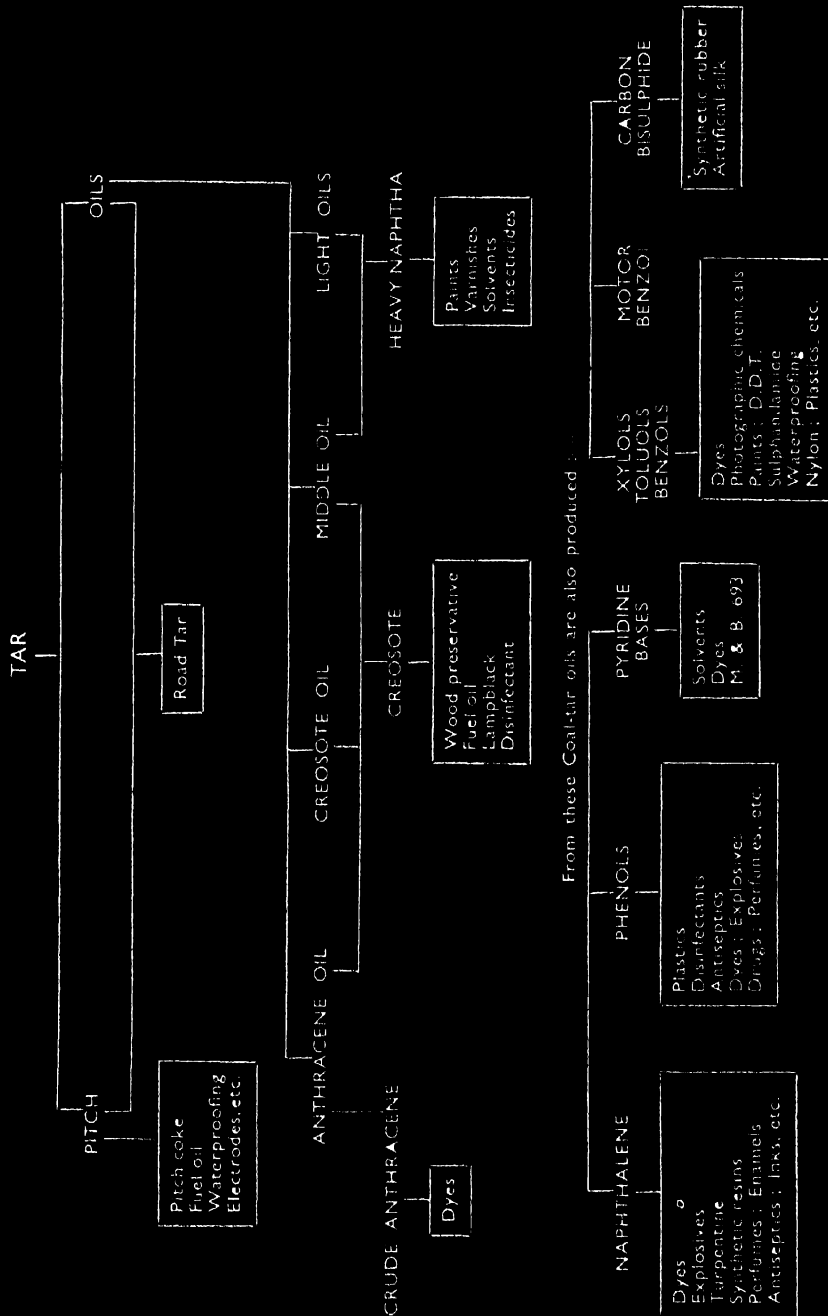 TAR
PITCH
OILS
Pitch coke
Fuel oil
Waterproofing
Electrodes, etc.
Road Tar
ANTHRACENE OIL
CREOSOTE OIL
MIDDLE OIL
LIGHT OILS
CRUDE ANTHRACENE
CREOSOTE
HEAVY NAPHTHA
Dyes
Wood preservative
Fuel oil
Lampblack
Disinfectant
Paints
Varnishes
Solvents
Insecticides
From these Coal-tar oils are also produced :—
NAPHTHALENE
PHENOLS
PYRIDINE
BASES
XYLOLS
TOLUOLS
BENZOLS
MOTOR
BENZOL
CARBON
BISULPHIDE
Dyes
Explosives
Turpentine
Synthetic resins
Perfumes ; Enamels
Antiseptics ; Inks, etc.
Plastics
Disinfectants
Antiseptics
Dyes ; Explosives
Drugs ; Perfumes, etc.
Solvents
Dyes
M. & B. 693
Dyes
Photographic chemicals
Paints ; D.D.T.
Sulphanilamide
Waterproofing
Nylon ; Plastics, etc.
Synthetic rubber
Artificial silk